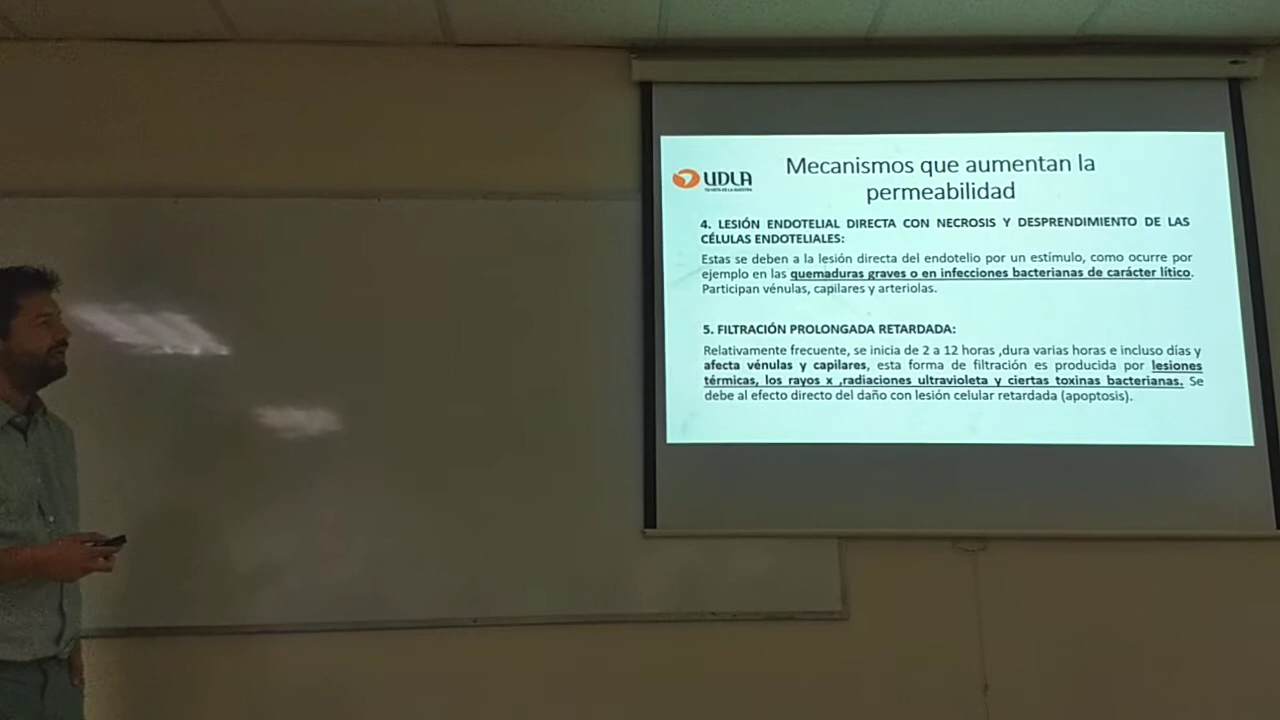 UDLA
Mecanismos que aumentan la
permeabilidad
4. LESIÓN ENDOTELIAL DIRECTA CON NECROSIS Y DESPRENDIMIENTO DE LAS
CÉLULAS ENDOTELIALES:
Estas se deben a la lesión directa del endotelio por un estímulo, como ocurre por
ejemplo en las quemaduras graves o en infecciones bacterianas de carácter lítico.
Participan vénulas, capilares y arteriolas.
5. FILTRACIÓN PROLONGADA RETARDADA:
Relativamente frecuente, se inicia de 2 a 12 horas ,dura varias horas e incluso días y
afecta vénulas y capilares, esta forma de filtración es producida por lesiones
térmicas, los rayos x ,radiaciones ultravioleta y ciertas toxinas bacterianas. Se
debe al efecto directo del daño con lesión celular retardada (apoptosis).